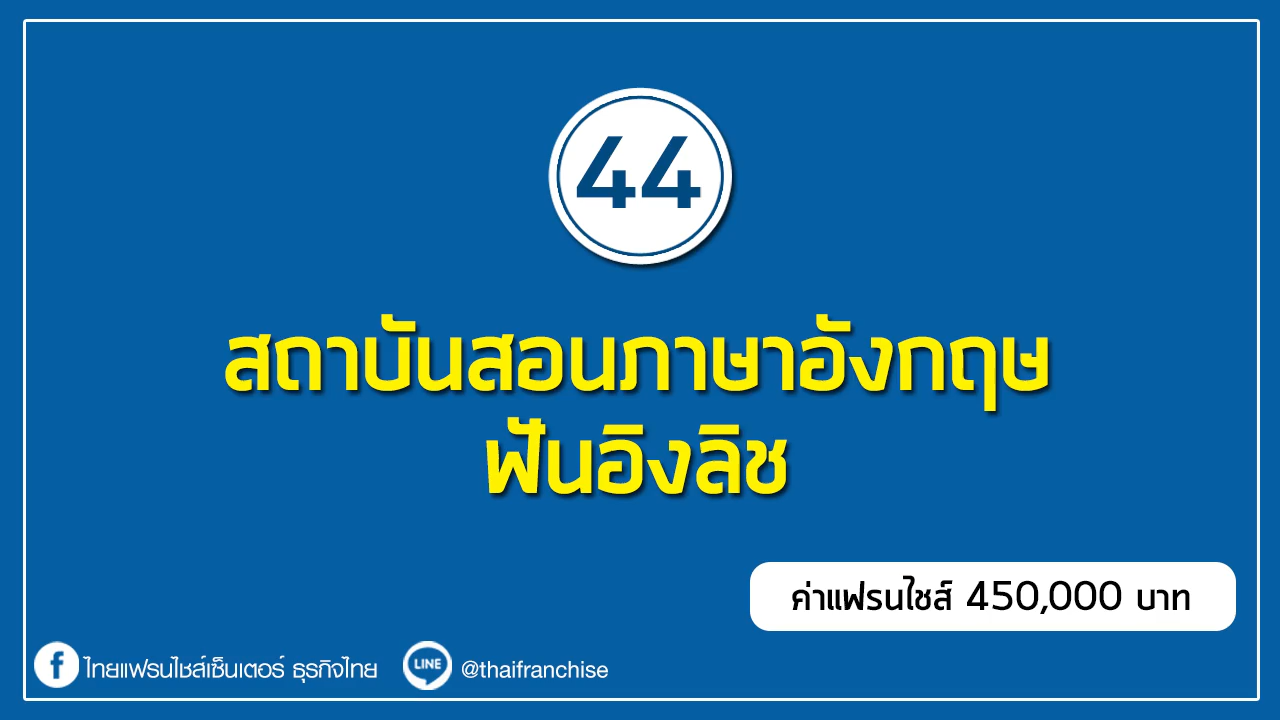 44
สถาบันสอนภาษาอังกฤษ
ฟันอิงลิช
ค่าแฟรนไชส์ 450,000 บาท
f ไทยแฟรนไชส์เซ็นเตอร์ ธุรกิจไทย LINE @thaifranchise